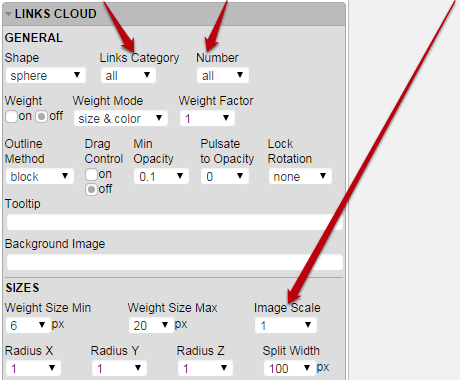 LINKS CLOUD
GENERAL
Shape Links Category Number
sphere all all
Weight Weight Mode Weight Factor
on off size & color 1
Outline Drag Min Pulsate Lock
Method Control Opacity to Opacity Rotation
block on 0.1 0 none
off
Tooltip
Background Image
SIZES
Weight Size Min Weight Size Max Image Scale
6 px 20 px 1
Radius X Radius Y Radius Z Split Width
1 1 1 100 px